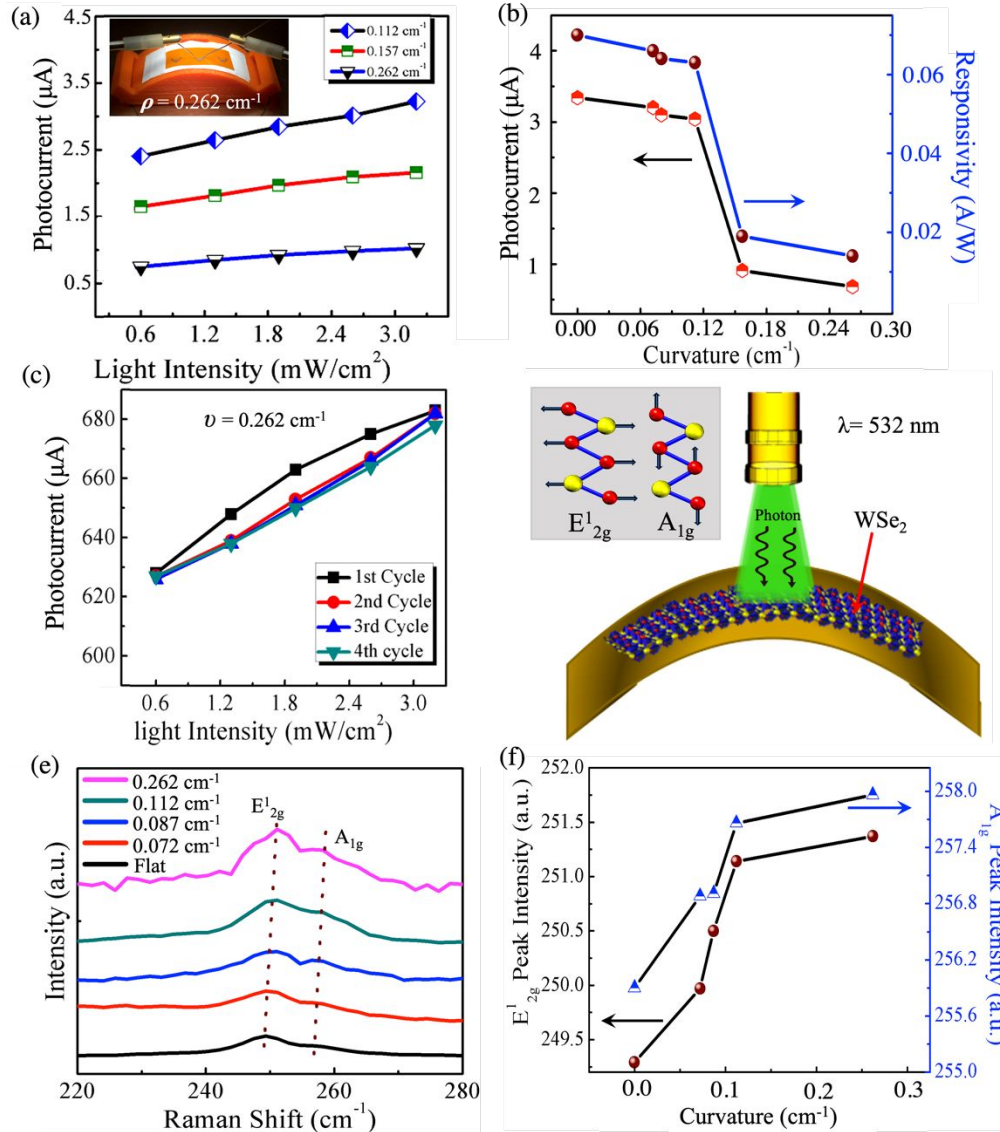 (a)
4.5
3.5
2.5
1.5
0.5
Photocurrent (μA)
0.112 cm⁻¹
0.157 cm⁻¹
0.262 cm⁻¹
ρ = 0.262 cm⁻¹
0.6 1.3 1.9 2.6 3.2
Light Intensity (mW/cm²)
(b)
4
3
2
1
Photocurrent (μA)
0.06
0.04
0.02
0.00
Responsivity (A/W)
0.00 0.06 0.12 0.18 0.24 0.30
Curvature (cm⁻¹)
(c)
680
660
640
620
600
Photocurrent (μA)
υ = 0.262 cm⁻¹
1st Cycle
2nd Cycle
3rd Cycle
4th cycle
0.6 1.3 1.9 2.6 3.2
light Intensity (mW/cm²)
E¹₂g A₁g
λ= 532 nm
Photon
WSe₂
(e)
0.262 cm⁻¹
0.112 cm⁻¹
0.087 cm⁻¹
0.072 cm⁻¹
Flat
E¹₂g
A₁g
Intensity (a.u.)
220 240 260 280
Raman Shift (cm⁻¹)
(f)
252.0
251.5
251.0
250.5
250.0
249.5
E¹₂g Peak Intensity (a.u.)
258.0
257.4
256.8
256.2
255.6
255.0
A₁g Peak Intensity (a.u.)
0.0 0.1 0.2 0.3
Curvature (cm⁻¹)